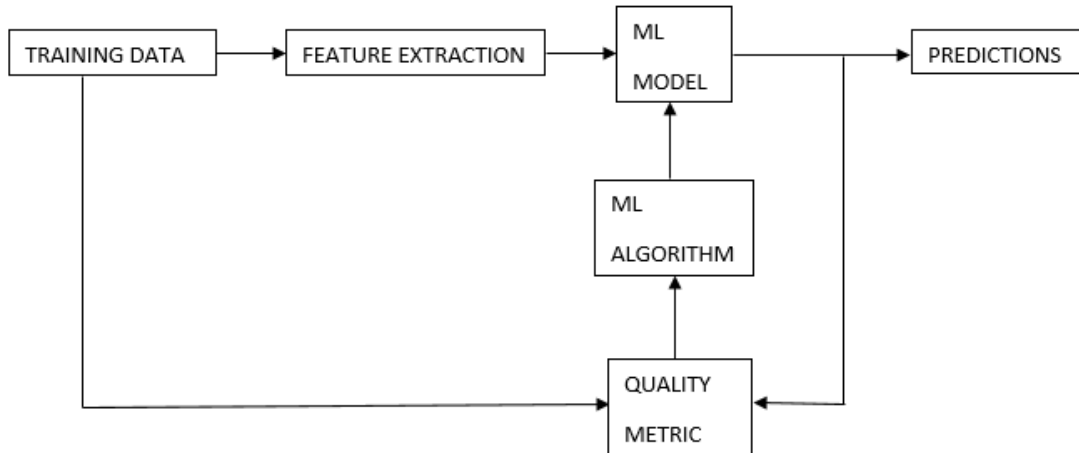 TRAINING DATA
FEATURE EXTRACTION
ML
MODEL
PREDICTIONS
ML
ALGORITHM
QUALITY
METRIC